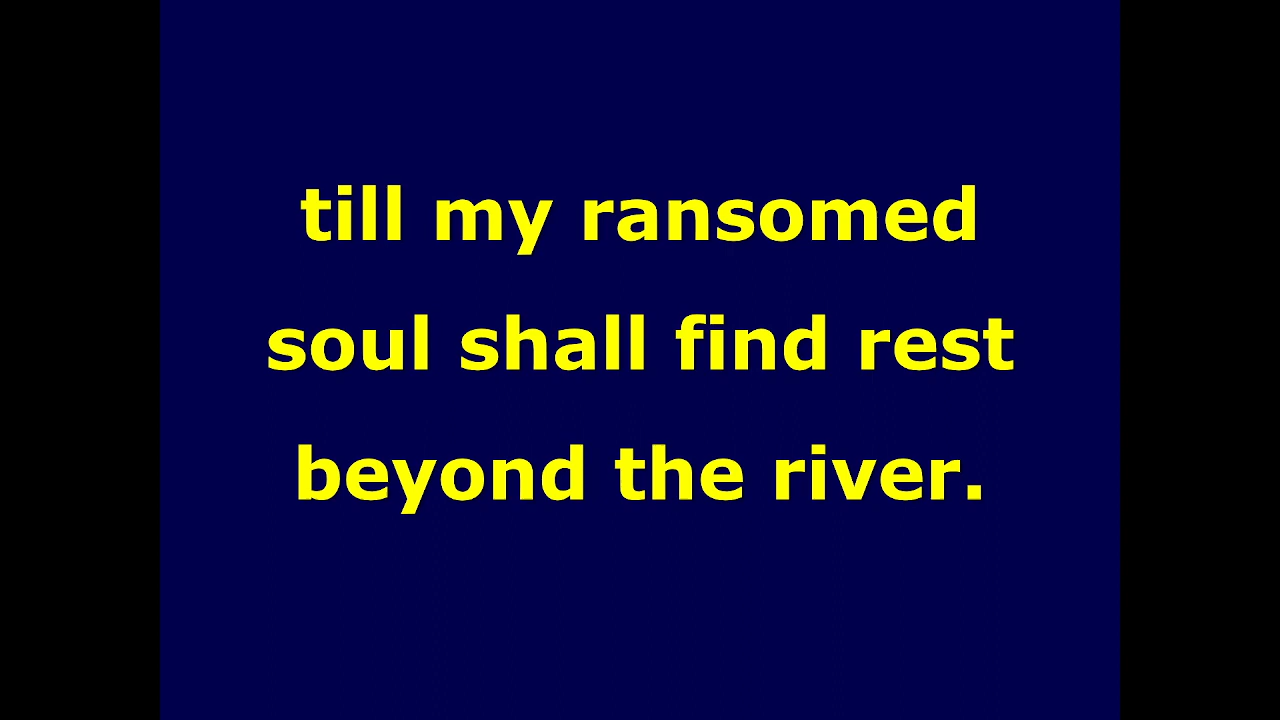 till my ransomed
soul shall find rest
beyond the river.